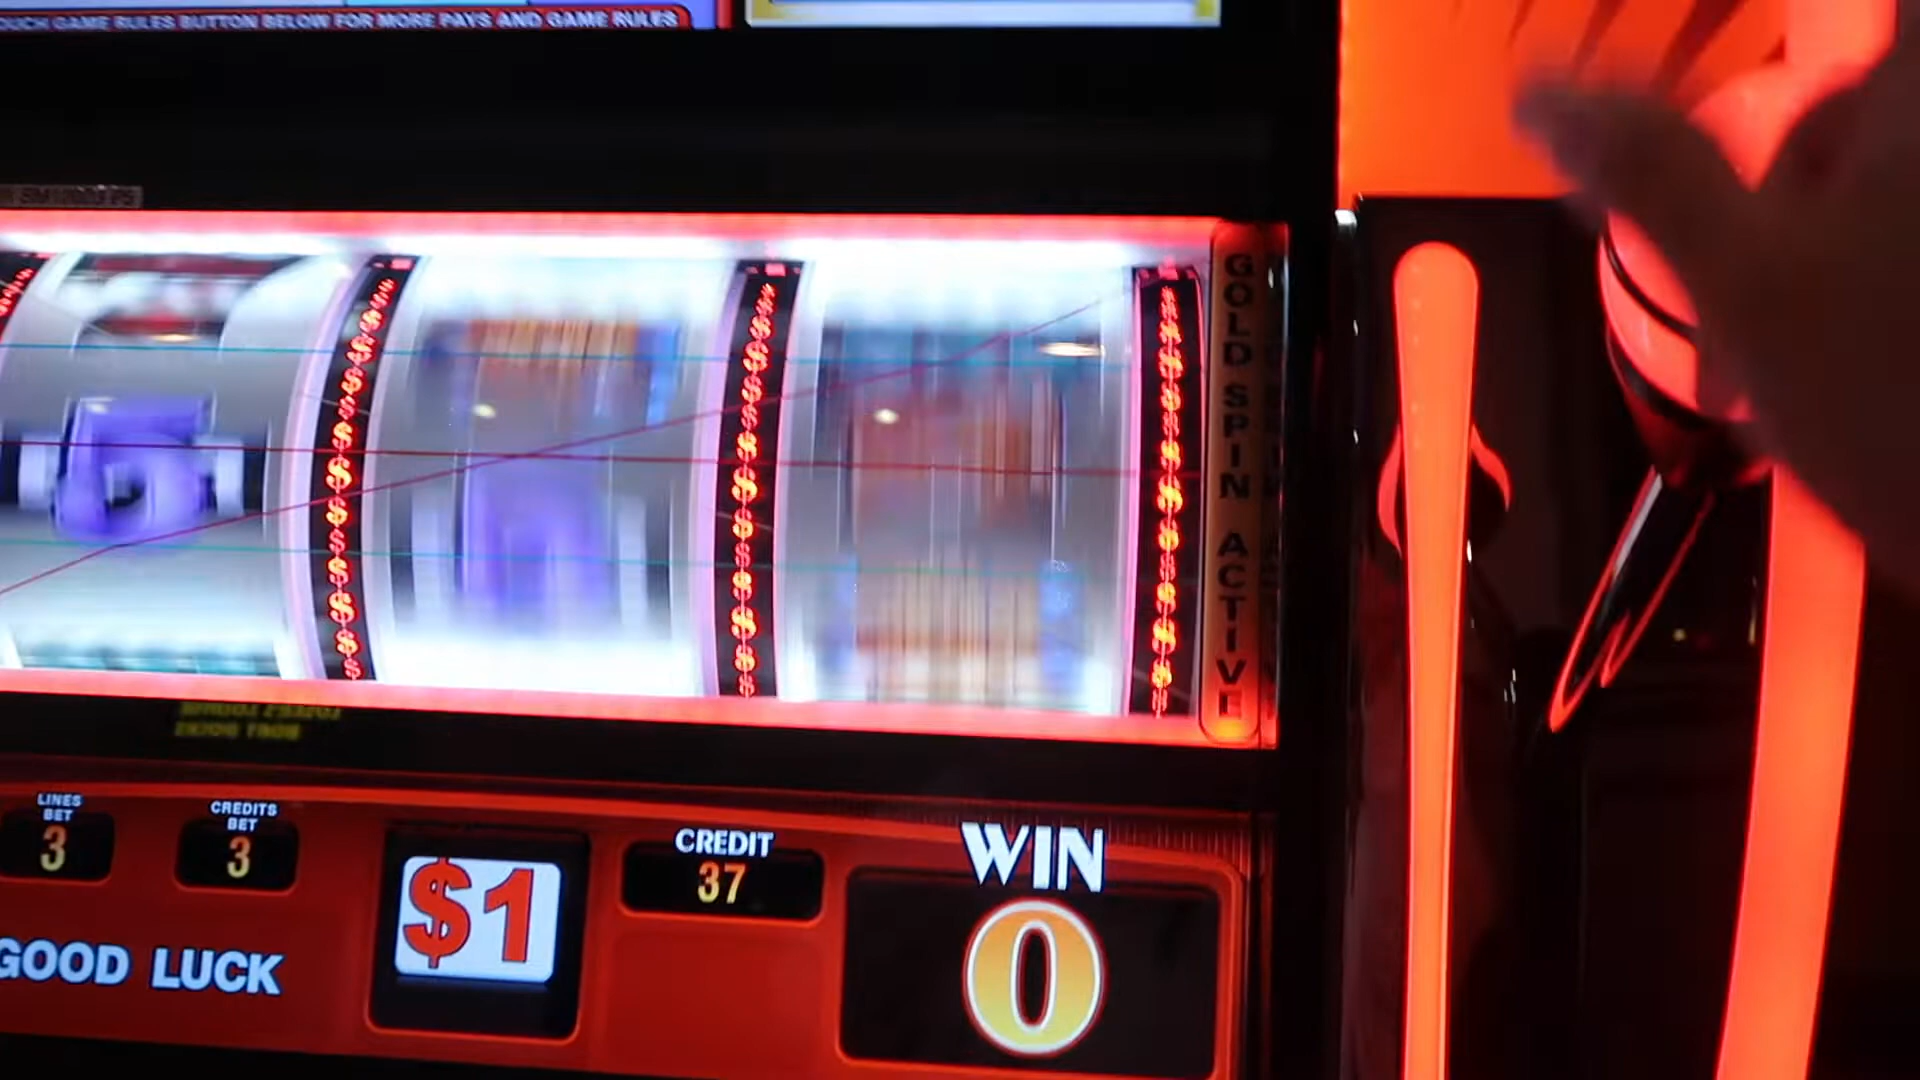 OUCH GAME RULES BUTTON BELOW FOR MORE PAYS AND GAME RULES
GOLD SPIN ACTIVE
LINES
BET
3
CREDITS
BET
3
$1
CREDIT
37
WIN
0
GOOD LUCK